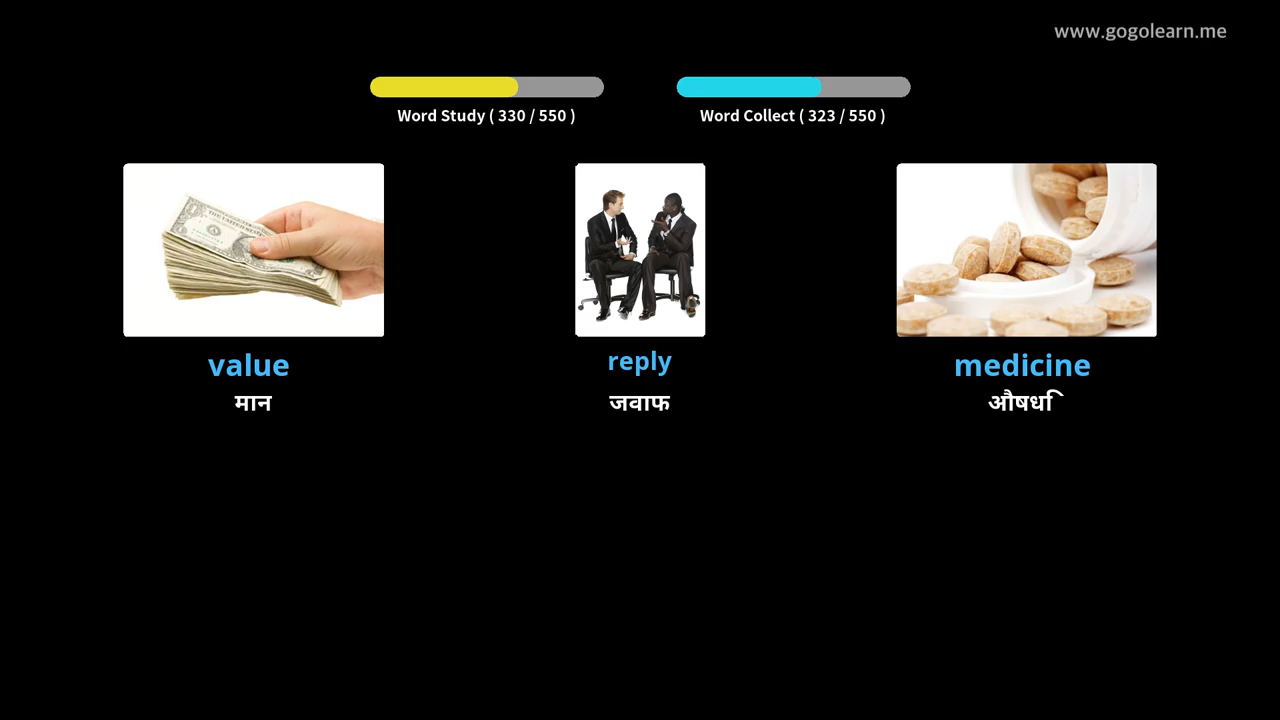 www.gogolearn.me
Word Study ( 330 / 550 )
Word Collect ( 323 / 550 )
value
reply
medicine
मान
जवाफ
औषधि